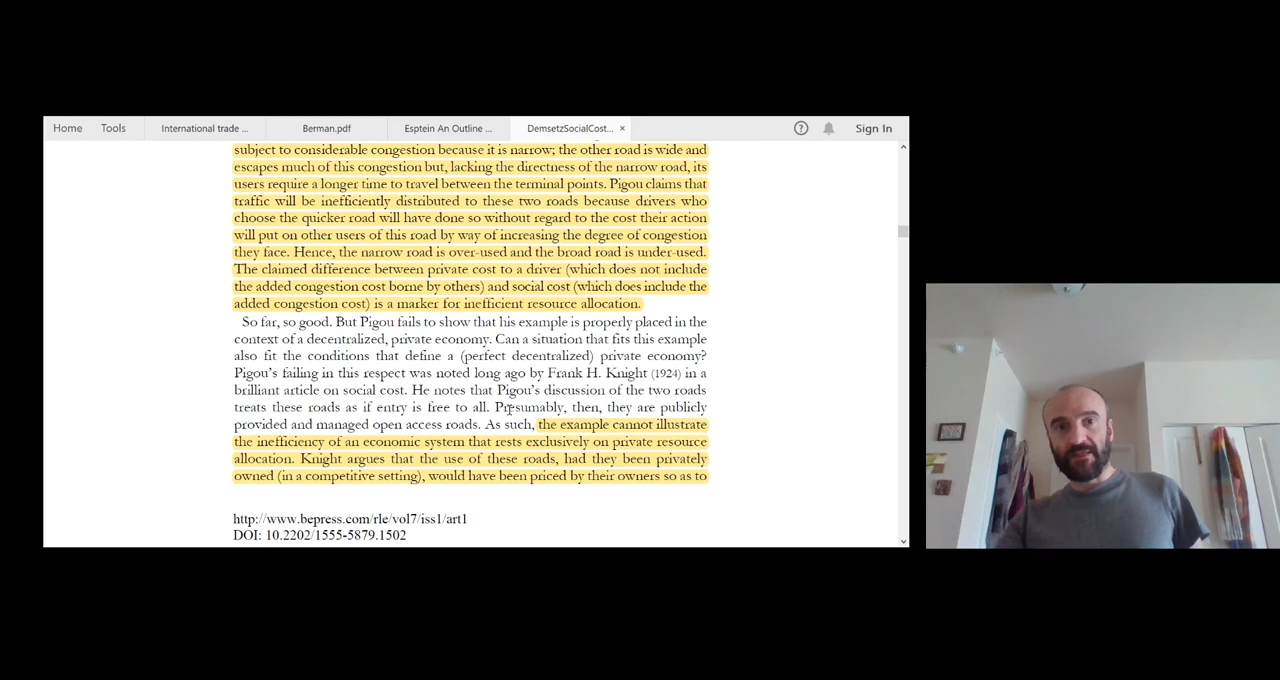 Home Tools International trade ... Berman.pdf Esptein An Outline ... DemsetzSocialCost... × ? Sign In
subject to considerable congestion because it is narrow; the other road is wide and
escapes much of this congestion but, lacking the directness of the narrow road, its
users require a longer time to travel between the terminal points. Pigou claims that
traffic will be inefficiently distributed to these two roads because drivers who
choose the quicker road will have done so without regard to the cost their action
will put on other users of this road by way of increasing the degree of congestion
they face. Hence, the narrow road is over-used and the broad road is under-used.
The claimed difference between private cost to a driver (which does not include
the added congestion cost borne by others) and social cost (which does include the
added congestion cost) is a marker for inefficient resource allocation.
So far, so good. But Pigou fails to show that his example is properly placed in the
context of a decentralized, private economy. Can a situation that fits this example
also fit the conditions that define a (perfect decentralized) private economy?
Pigou's failing in this respect was noted long ago by Frank H. Knight (1924) in a
brilliant article on social cost. He notes that Pigou's discussion of the two roads
treats these roads as if entry is free to all. Presumably, then, they are publicly
provided and managed open access roads. As such, the example cannot illustrate
the inefficiency of an economic system that rests exclusively on private resource
allocation. Knight argues that the use of these roads, had they been privately
owned (in a competitive setting), would have been priced by their owners so as to
http://www.bepress.com/rle/vol7/iss1/art1
DOI: 10.2202/1555-5879.1502